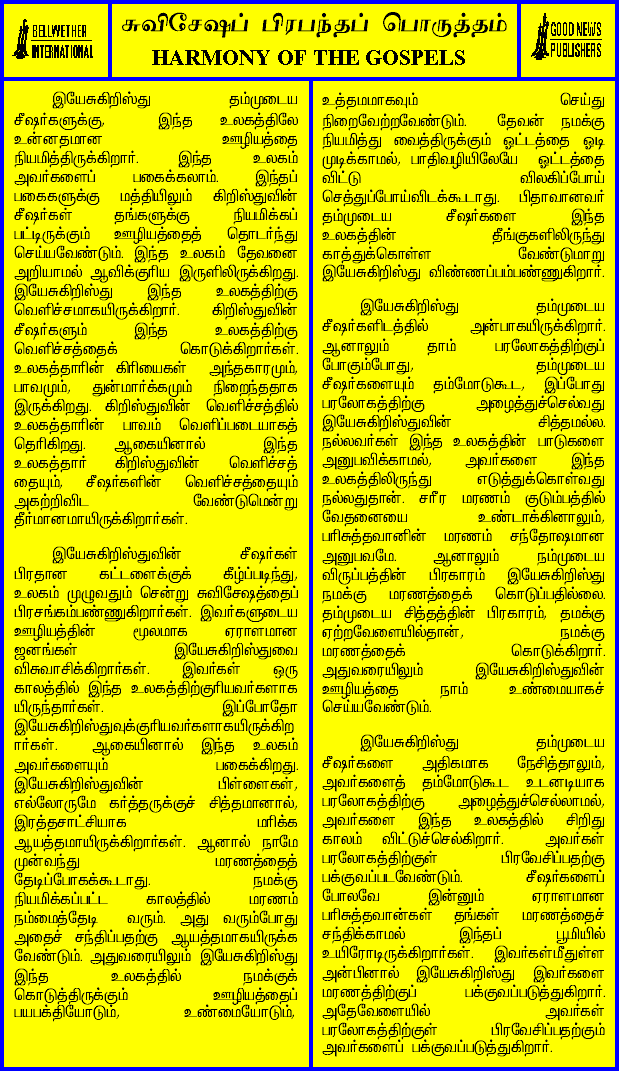 BELLWETHER
INTERNATIONAL
சுவிசேஷப் பிரபந்தப் பொருத்தம்
HARMONY OF THE GOSPELS
GOOD NEWS
PUBLISHERS
இயேசுகிறிஸ்து தம்முடைய
சீஷர்களுக்கு, இந்த உலகத்திலே
உன்னதமான ஊழியத்தை
நியமித்திருக்கிறார். இந்த உலகம்
அவர்களைப் பகைக்கலாம். இந்தப்
பகைகளுக்கு மத்தியிலும் கிறிஸ்துவின்
சீஷர்கள் தங்களுக்கு நியமிக்கப்
பட்டிருக்கும் ஊழியத்தைத் தொடர்ந்து
செய்யவேண்டும். இந்த உலகம் தேவனை
அறியாமல் ஆவிக்குரிய இருளிலிருக்கிறது.
இயேசுகிறிஸ்து இந்த உலகத்திற்கு
வெளிச்சமாகயிருக்கிறார். கிறிஸ்துவின்
சீஷர்களும் இந்த உலகத்திற்கு
வெளிச்சத்தைக் கொடுக்கிறார்கள்.
உலகத்தாரின் கிரியைகள் அந்தகாரமும்,
பாவமும், துன்மார்க்கமும் நிறைந்ததாக
இருக்கிறது. கிறிஸ்துவின் வெளிச்சத்தில்
உலகத்தாரின் பாவம் வெளிப்படையாகத்
தெரிகிறது. ஆகையினால் இந்த
உலகத்தார் கிறிஸ்துவின் வெளிச்சத்
தையும், சீஷர்களின் வெளிச்சத்தையும்
அகற்றிவிட வேண்டுமென்று
தீர்மானமாயிருக்கிறார்கள்.
இயேசுகிறிஸ்துவின் சீஷர்கள்
பிரதான கட்டளைக்குக் கீழ்ப்படிந்து,
உலகம் முழுவதும் சென்று சுவிசேஷத்தைப்
பிரசங்கம்பண்ணுகிறார்கள். இவர்களுடைய
ஊழியத்தின் மூலமாக ஏராளமான
ஜனங்கள் இயேசுகிறிஸ்துவை
விசுவாசிக்கிறார்கள். இவர்கள் ஒரு
காலத்தில் இந்த உலகத்திற்குரியவர்களாக
யிருந்தார்கள். இப்போதோ
இயேசுகிறிஸ்துவுக்குரியவர்களாகயிருக்கிற
ார்கள். ஆகையினால் இந்த உலகம்
அவர்களையும் பகைக்கிறது.
இயேசுகிறிஸ்துவின் பிள்ளைகள்,
எல்லோருமே கர்த்தருக்குச் சித்தமானால்,
இரத்தசாட்சியாக மரிக்க
ஆயத்தமாயிருக்கிறார்கள். ஆனால் நாமே
முன்வந்து மரணத்தைத்
தேடிப்போகக்கூடாது. நமக்கு
நியமிக்கப்பட்ட காலத்தில் மரணம்
நம்மைத்தேடி வரும். அது வரும்போது
அதைச் சந்திப்பதற்கு ஆயத்தமாகயிருக்க
வேண்டும். அதுவரையிலும் இயேசுகிறிஸ்து
இந்த உலகத்தில் நமக்குக்
கொடுத்திருக்கும் ஊழியத்தைப்
பயபக்தியோடும், உண்மையோடும்,
உத்தமமாகவும் செய்து
நிறைவேற்றவேண்டும். தேவன் நமக்கு
நியமித்து வைத்திருக்கும் ஓட்டத்தை ஓடி
முடிக்காமல், பாதிவழியிலேயே ஓட்டத்தை
விட்டு விலகிப்போய்
செத்துப்போய்விடக்கூடாது. பிதாவானவர்
தம்முடைய சீஷர்களை இந்த
உலகத்தின் தீங்குகளிலிருந்து
காத்துக்கொள்ள வேண்டுமாறு
இயேசுகிறிஸ்து விண்ணப்பம்பண்ணுகிறார்.
இயேசுகிறிஸ்து தம்முடைய
சீஷர்களிடத்தில் அன்பாகயிருக்கிறார்.
ஆனாலும் தாம் பரலோகத்திற்குப்
போகும்போது, தம்முடைய
சீஷர்களையும் தம்மோடுகூட, இப்போது
பரலோகத்திற்கு அழைத்துச்செல்வது
இயேசுகிறிஸ்துவின் சித்தமல்ல.
நல்லவர்கள் இந்த உலகத்தின் பாடுகளை
அனுபவிக்காமல், அவர்களை இந்த
உலகத்திலிருந்து எடுத்துக்கொள்வது
நல்லதுதான். சரீர மரணம் குடும்பத்தில்
வேதனையை உண்டாக்கினாலும்,
பரிசுத்தவானின் மரணம் சந்தோஷமான
அனுபவமே. ஆனாலும் நம்முடைய
விருப்பத்தின் பிரகாரம் இயேசுகிறிஸ்து
நமக்கு மரணத்தைக் கொடுப்பதில்லை.
தம்முடைய சித்தத்தின் பிரகாரம், தமக்கு
ஏற்றவேளையில்தான், நமக்கு
மரணத்தைக் கொடுக்கிறார்.
அதுவரையிலும் இயேசுகிறிஸ்துவின்
ஊழியத்தை நாம் உண்மையாகச்
செய்யவேண்டும்.
இயேசுகிறிஸ்து தம்முடைய
சீஷர்களை அதிகமாக நேசித்தாலும்,
அவர்களைத் தம்மோடுகூட உடனடியாக
பரலோகத்திற்கு அழைத்துச்செல்லாமல்,
அவர்களை இந்த உலகத்தில் சிறிது
காலம் விட்டுச்செல்கிறார். அவர்கள்
பரலோகத்திற்குள் பிரவேசிப்பதற்கு
பக்குவப்படவேண்டும். சீஷர்களைப்
போலவே இன்னும் ஏராளமான
பரிசுத்தவான்கள் தங்கள் மரணத்தைச்
சந்திக்காமல் இந்தப் பூமியில்
உயிரோடிருக்கிறார்கள். இவர்கள்மீதுள்ள
அன்பினால் இயேசுகிறிஸ்து இவர்களை
மரணத்திற்குப் பக்குவப்படுத்துகிறார்.
அதேவேளையில் அவர்கள்
பரலோகத்திற்குள் பிரவேசிப்பதற்கும்
அவர்களைப் பக்குவப்படுத்துகிறார்.